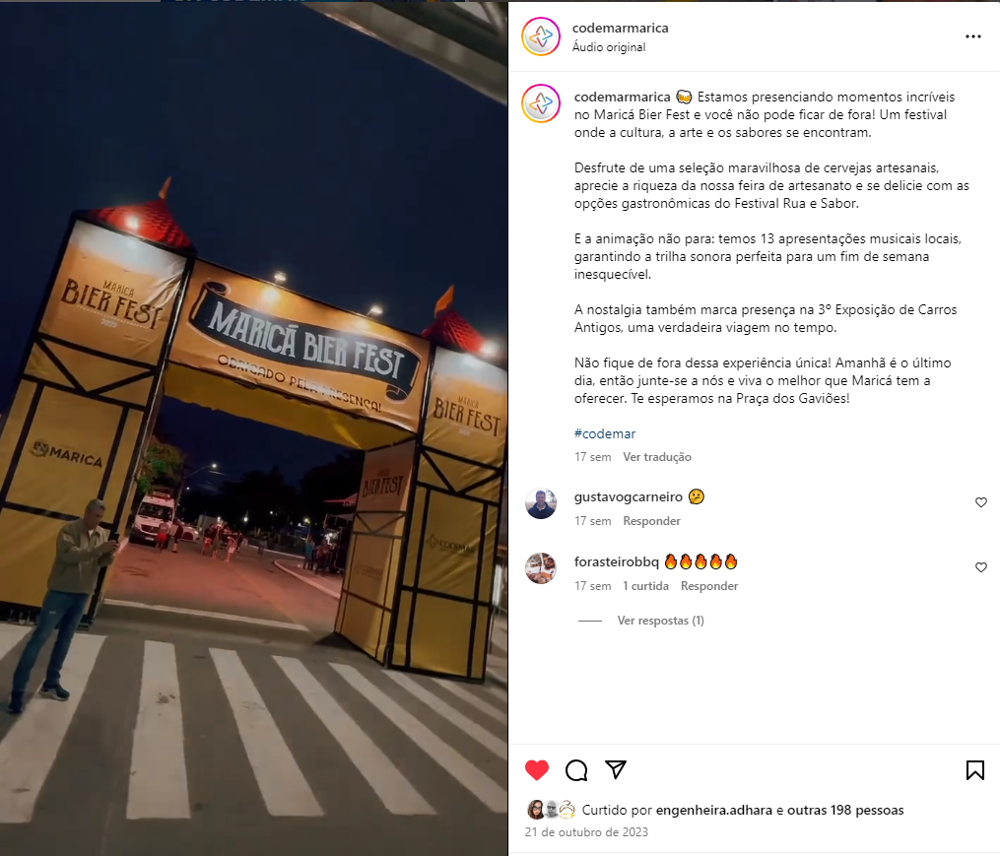 MARICÁ
BIER FEST
2023
MARICÁ BIER FEST
OBRIGADO PELA PRESENÇA!
MARICÁ
BIER FEST
BIER FEST
MARICÁ
CODEMAR
codemarmarica
Áudio original
codemarmarica 🍻 Estamos presenciando momentos incríveis
no Maricá Bier Fest e você não pode ficar de fora! Um festival
onde a cultura, a arte e os sabores se encontram.
Desfrute de uma seleção maravilhosa de cervejas artesanais,
aprecie a riqueza da nossa feira de artesanato e se delicie com as
opções gastronômicas do Festival Rua e Sabor.
E a animação não para: temos 13 apresentações musicais locais,
garantindo a trilha sonora perfeita para um fim de semana
inesquecível.
A nostalgia também marca presença na 3º Exposição de Carros
Antigos, uma verdadeira viagem no tempo.
Não fique de fora dessa experiência única! Amanhã é o último
dia, então junte-se a nós e viva o melhor que Maricá tem a
oferecer. Te esperamos na Praça dos Gaviões!
#codemar
17 sem Ver tradução
gustavogcarneiro 🤔
17 sem Responder
forasteirobbq 🔥🔥🔥🔥🔥
17 sem 1 curtida Responder
Ver respostas (1)
Curtido por engenheira.adhara e outras 198 pessoas
21 de outubro de 2023